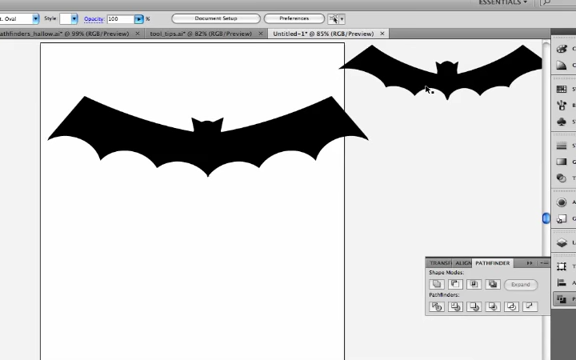 ESSENTIALS
t. Oval Style: Opacity: 100 % Document Setup Preferences
athfinders_hallow.ai* @ 99% (RGB/Preview) tool_tips.ai* @ 82% (RGB/Preview) Untitled-1* @ 85% (RGB/Preview)
TRANSF ALIGN PATHFINDER
Shape Modes:
Expand
Pathfinders: